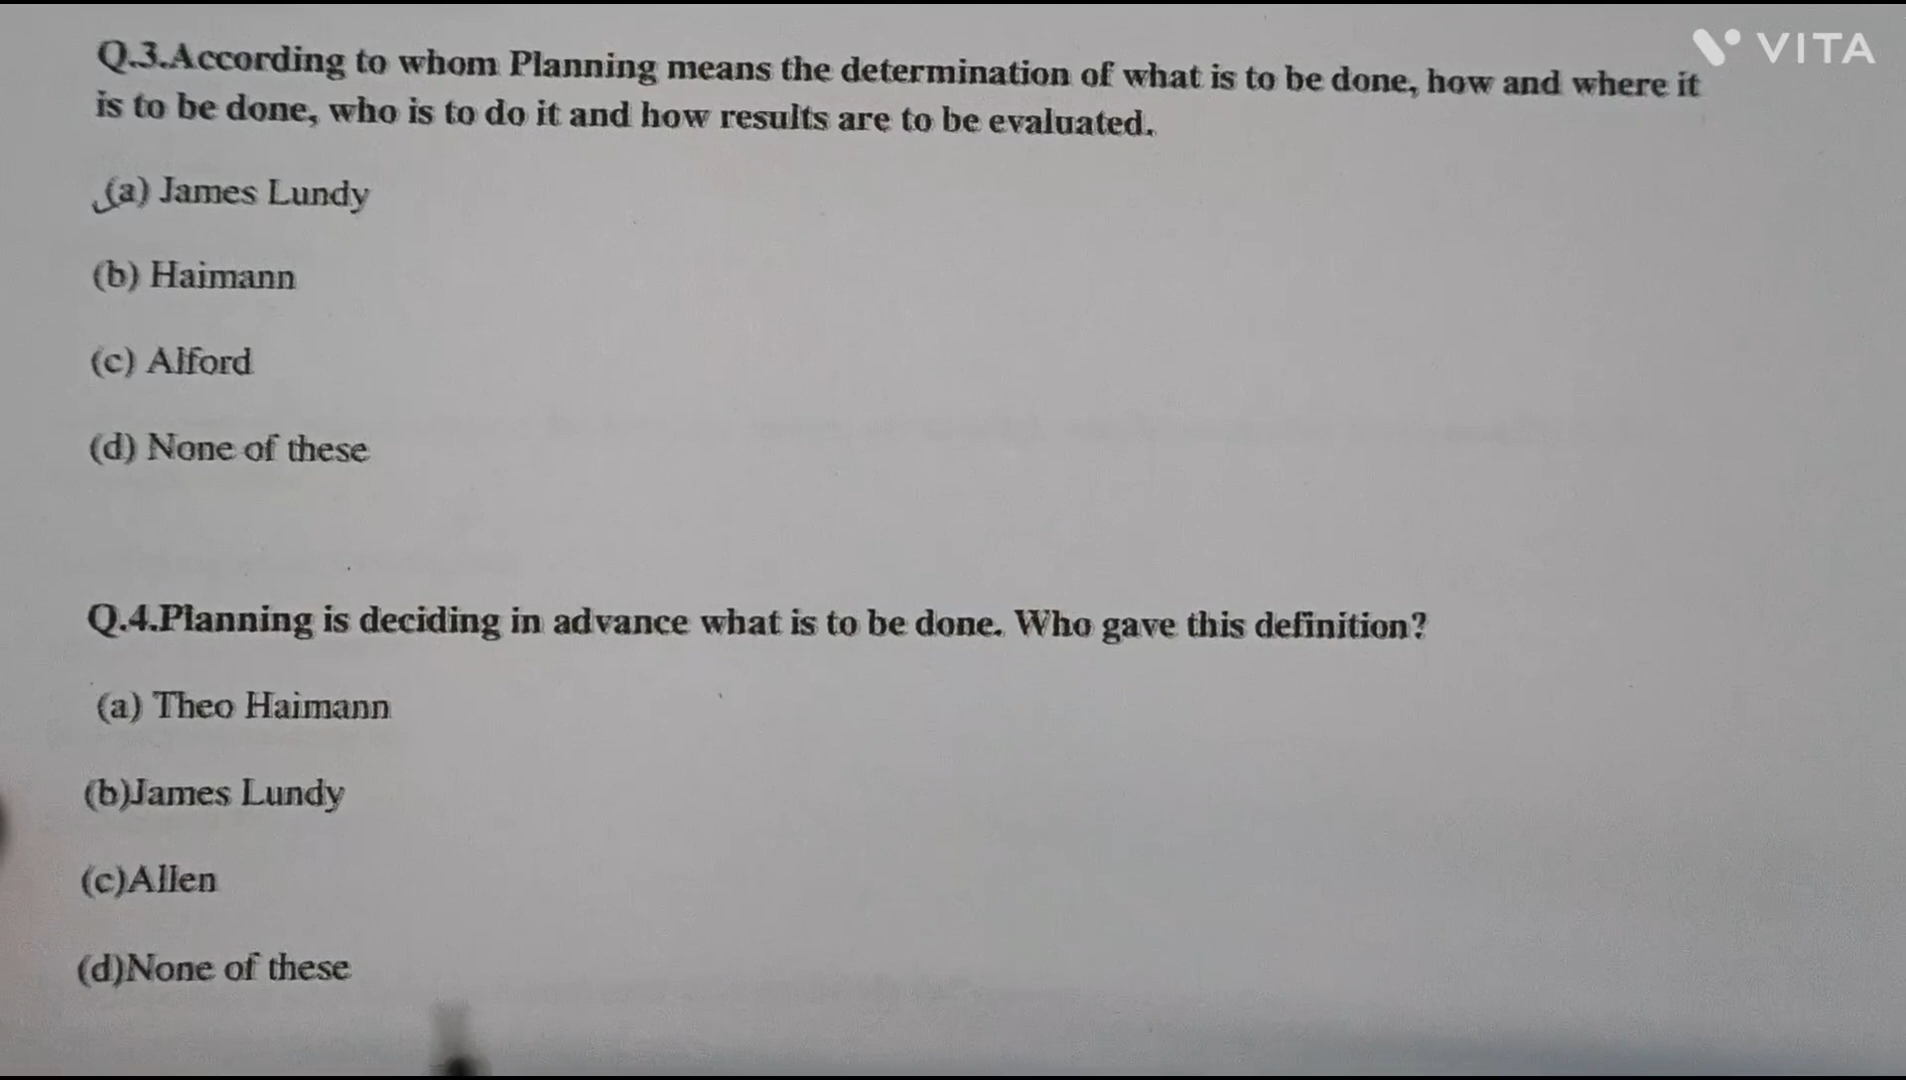 VITA
Q.3.According to whom Planning means the determination of what is to be done, how and where it
is to be done, who is to do it and how results are to be evaluated.
(a) James Lundy
(b) Haimann
(c) Alford
(d) None of these
Q.4.Planning is deciding in advance what is to be done. Who gave this definition?
(a) Theo Haimann
(b)James Lundy
(c)Allen
(d)None of these